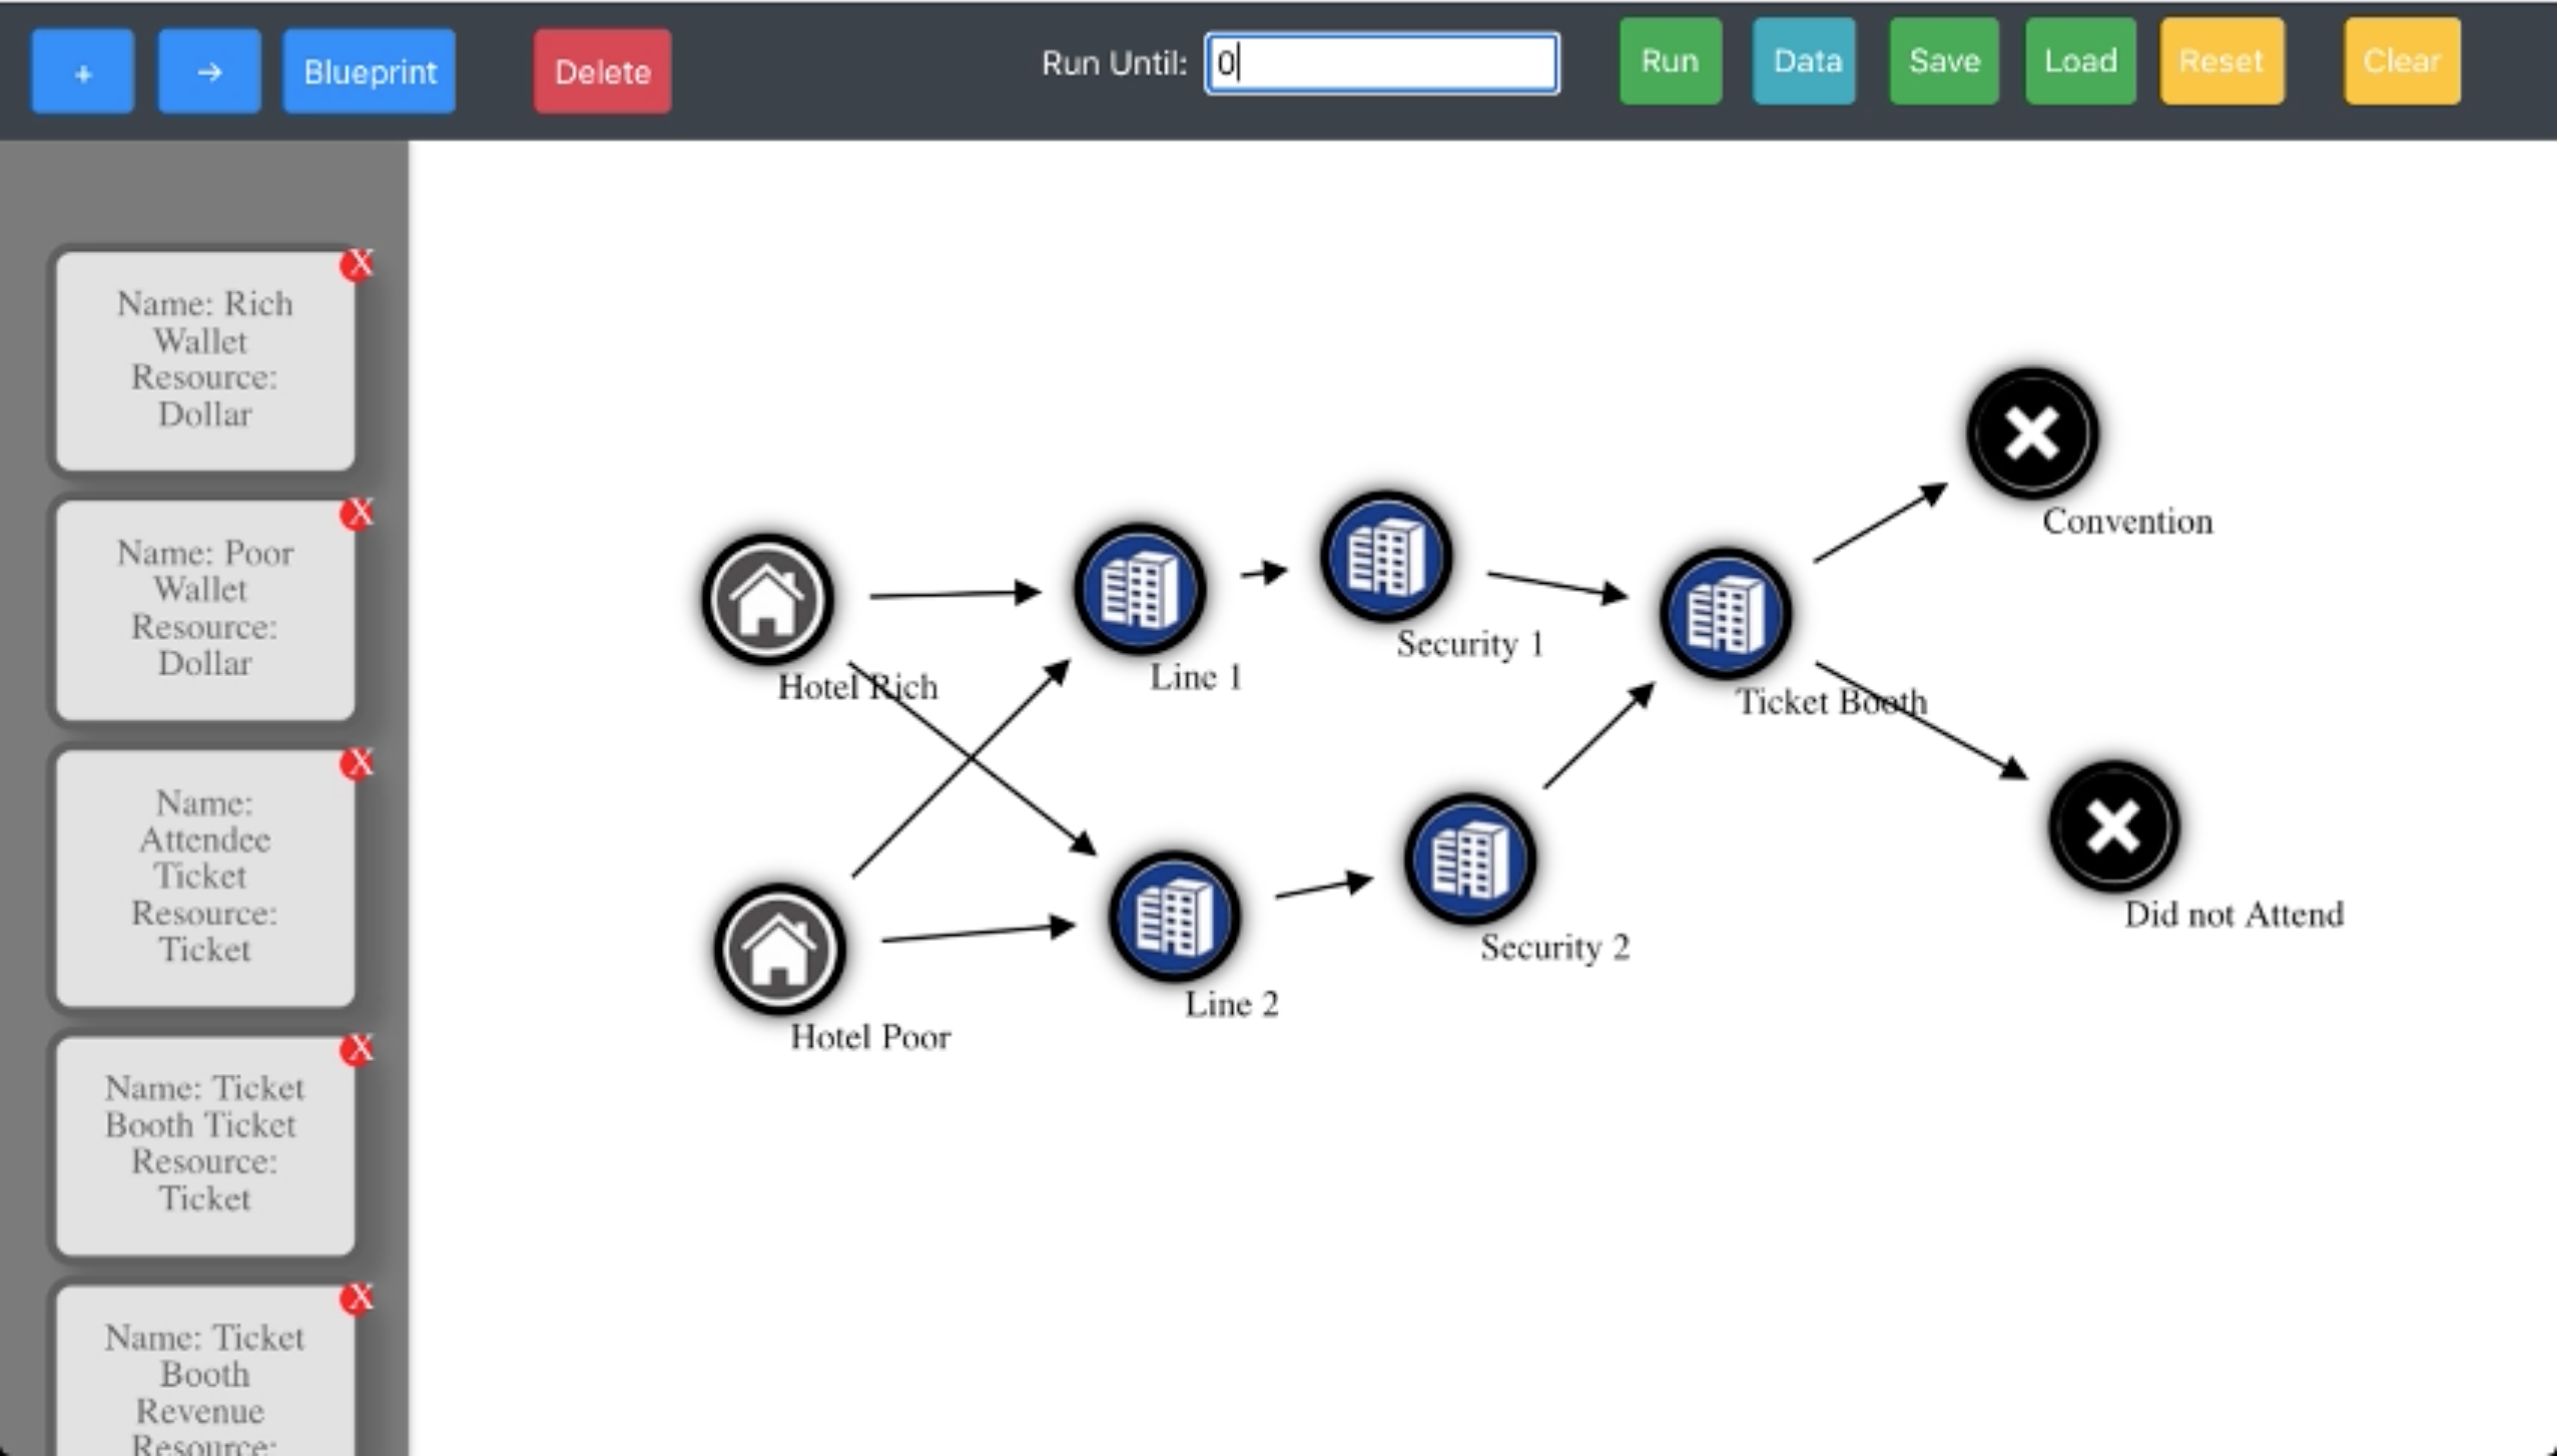 +
→
Blueprint
Delete
Run Until:
0
Run
Data
Save
Load
Reset
Clear
X
Name: Rich
Wallet
Resource:
Dollar
X
Name: Poor
Wallet
Resource:
Dollar
X
Name:
Attendee
Ticket
Resource:
Ticket
X
Name: Ticket
Booth Ticket
Resource:
Ticket
X
Name: Ticket
Booth
Revenue
Resource:
Convention
Security 1
Line 1
Hotel Rich
Ticket Booth
Did not Attend
Security 2
Line 2
Hotel Poor